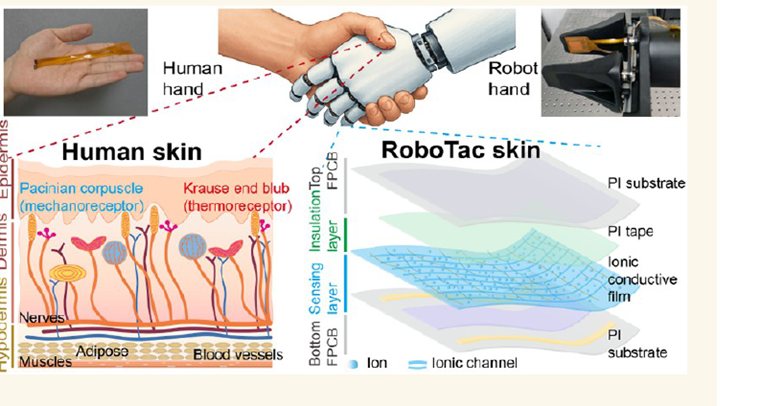 Human
hand
Robot
hand
Human skin
RoboTac skin
Epidermis
Dermis
Hypodermis
Pacinian corpuscle
(mechanoreceptor)
Krause end blub
(thermoreceptor)
Nerves
Adipose
Blood vessels
Muscles
Top
FPCB
Insulation
layer
Sensing
layer
Bottom
FPCB
PI substrate
PI tape
Ionic
conductive
film
PI
substrate
Ion
Ionic channel